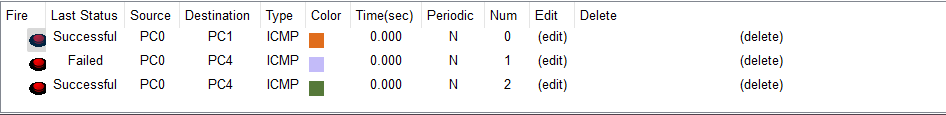 Fire Last Status Source Destination Type Color Time(sec) Periodic Num Edit Delete
Successful PC0 PC1 ICMP 0.000 N 0 (edit) (delete)
Failed PC0 PC4 ICMP 0.000 N 1 (edit) (delete)
Successful PC0 PC4 ICMP 0.000 N 2 (edit) (delete)